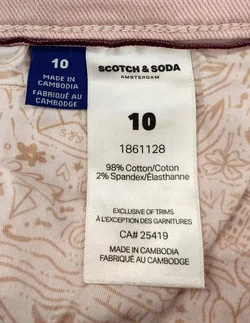 10
MADE IN
CAMBODIA
FABRIQUÉ AU
CAMBODGE
SCOTCH & SODA
AMSTERDAM
10
1861128
98% Cotton/Coton
2% Spandex/Élasthanne
EXCLUSIVE OF TRIMS
À L'EXCEPTION DES GARNITURES
CA# 25419
MADE IN CAMBODIA
FABRIQUÉ AU CAMBODGE